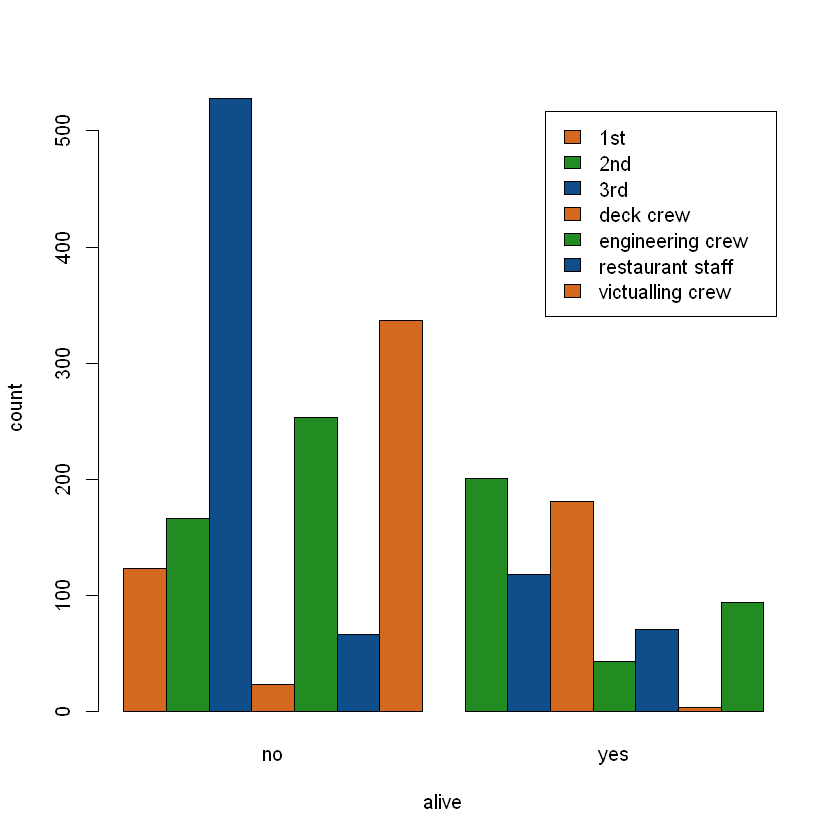 500
400
300
200
100
0
count
1st
2nd
3rd
deck crew
engineering crew
restaurant staff
victualling crew
no
yes
alive